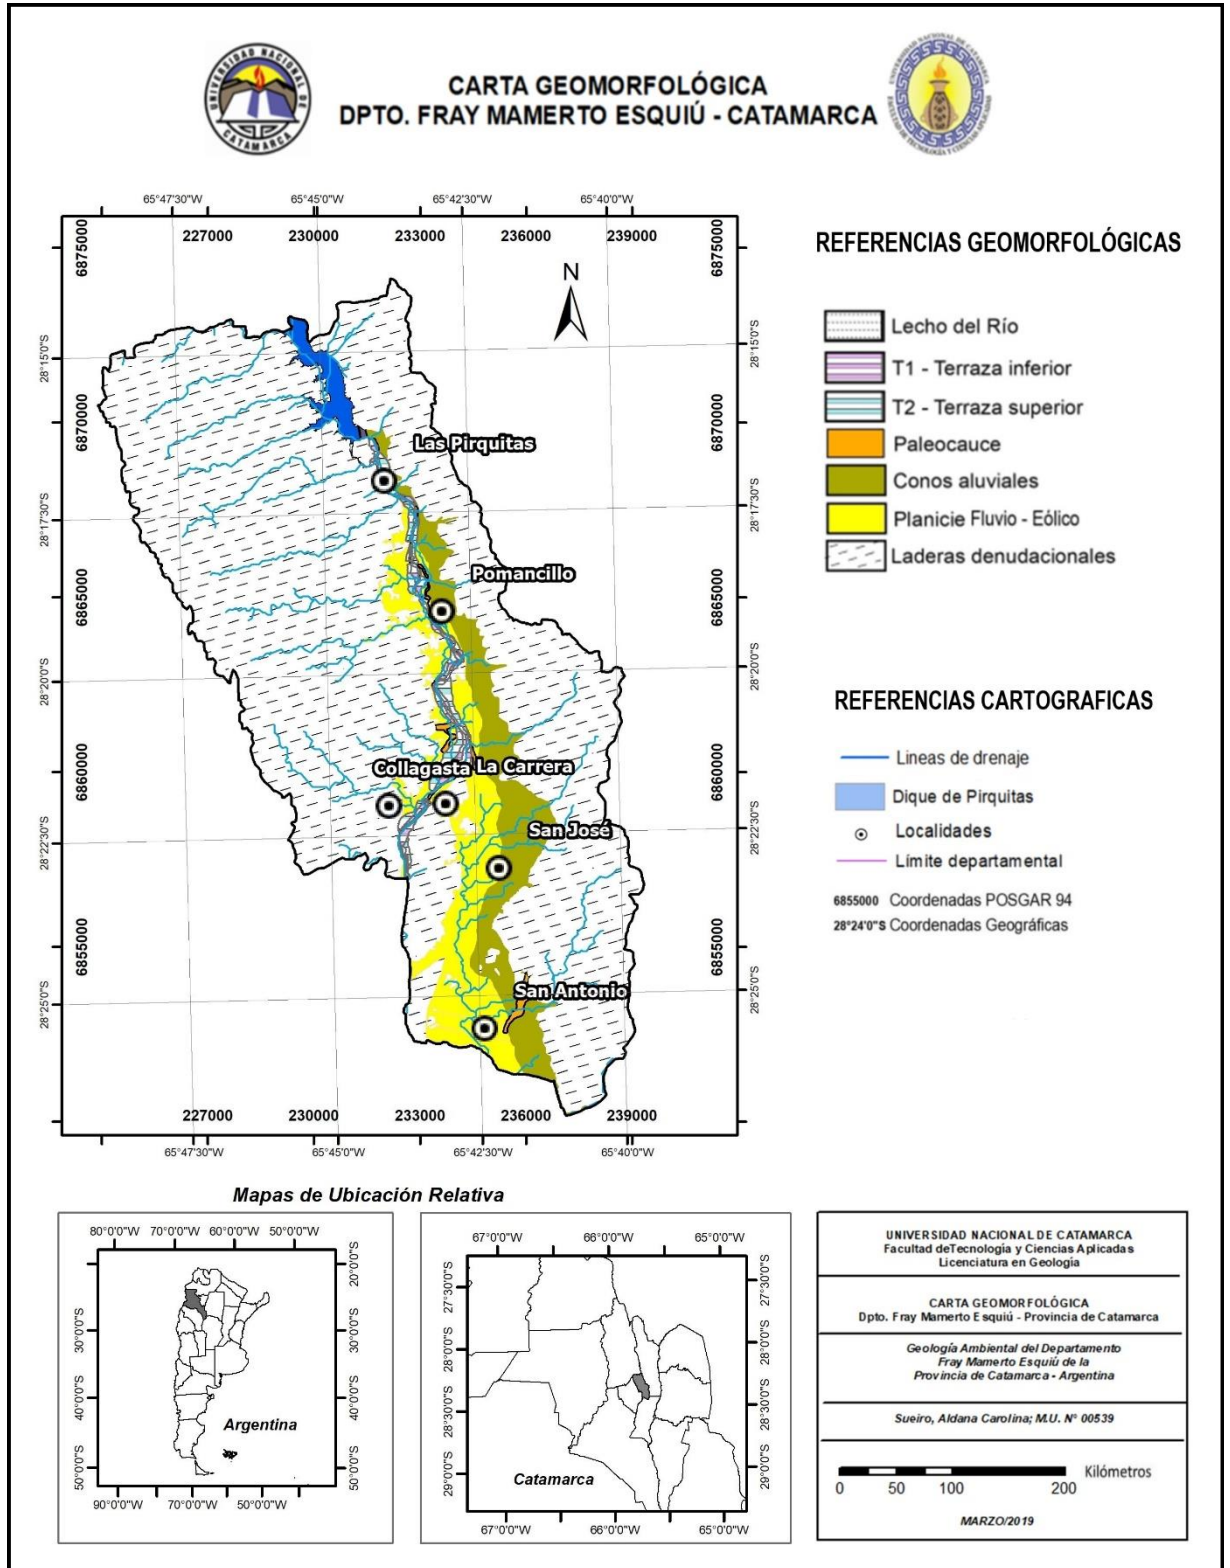 UNIVERSIDAD NACIONAL DE CATAMARCA
CARTA GEOMORFOLÓGICA
DPTO. FRAY MAMERTO ESQUIÚ - CATAMARCA
UNIVERSIDAD NACIONAL DE CATAMARCA
FACULTAD DE TECNOLOGÍA Y CIENCIAS APLICADAS
65°47'30"W 65°45'0"W 65°42'30"W 65°40'0"W
227000 230000 233000 236000 239000
6875000 6875000
N
28°15'0"S 28°15'0"S
6870000 6870000
Las Pirquitas
28°17'30"S 28°17'30"S
Pomancillo
6865000 6865000
28°20'0"S 28°20'0"S
Collagasta La Carrera
6860000 6860000
San José
28°22'30"S 28°22'30"S
6855000 6855000
San Antonio
28°25'0"S 28°25'0"S
227000 230000 233000 236000 239000
65°47'30"W 65°45'0"W 65°42'30"W 65°40'0"W
REFERENCIAS GEOMORFOLÓGICAS
Lecho del Río
T1 - Terraza inferior
T2 - Terraza superior
Paleocauce
Conos aluviales
Planicie Fluvio - Eólico
Laderas denudacionales
REFERENCIAS CARTOGRAFICAS
Lineas de drenaje
Dique de Pirquitas
Localidades
Límite departamental
6855000 Coordenadas POSGAR 94
28°24'0"S Coordenadas Geográficas
Mapas de Ubicación Relativa
80°0'0"W 70°0'0"W 60°0'0"W 50°0'0"W
20°0'0"S
30°0'0"S 30°0'0"S
40°0'0"S 40°0'0"S
Argentina
50°0'0"S 50°0'0"S
90°0'0"W 70°0'0"W 50°0'0"W
67°0'0"W 66°0'0"W 65°0'0"W
27°30'0"S 27°30'0"S
28°0'0"S 28°0'0"S
28°30'0"S 28°30'0"S
29°0'0"S 29°0'0"S
Catamarca
67°0'0"W 66°0'0"W 65°0'0"W
UNIVERSIDAD NACIONAL DE CATAMARCA
Facultad deTecnología y Ciencias Aplicadas
Licenciatura en Geología
CARTA GEOMORFOLÓGICA
Dpto. Fray Mamerto Esquiú - Provincia de Catamarca
Geología Ambiental del Departamento
Fray Mamerto Esquiú de la
Provincia de Catamarca - Argentina
Sueiro, Aldana Carolina; M.U. N° 00539
Kilómetros
0 50 100 200
MARZO/2019